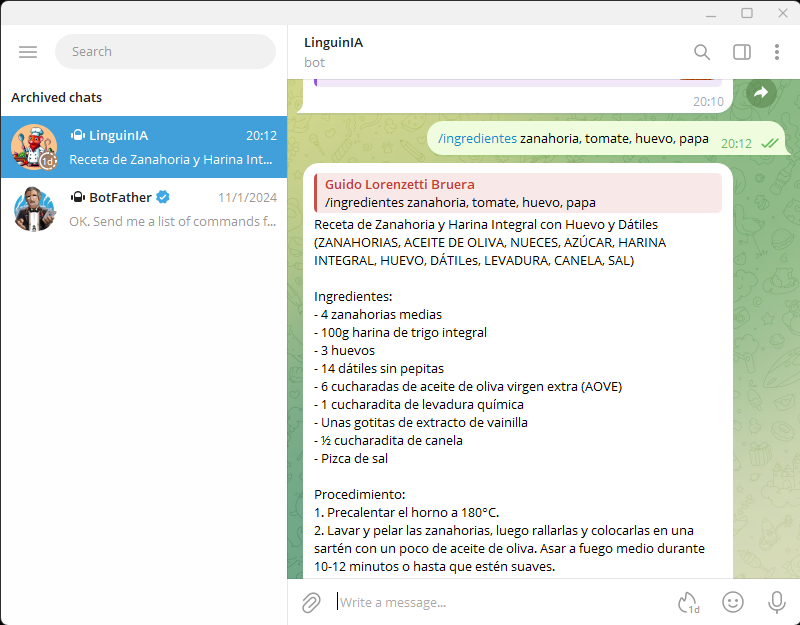 Search
Archived chats
LinguinIA 20:12
Receta de Zanahoria y Harina Int...
1d
BotFather 11/1/2024
OK. Send me a list of commands f...
LinguinIA
bot
20:10
/ingredientes zanahoria, tomate, huevo, papa 20:12
Guido Lorenzetti Bruera
/ingredientes zanahoria, tomate, huevo, papa
Receta de Zanahoria y Harina Integral con Huevo y Dátiles
(ZANAHORIAS, ACEITE DE OLIVA, NUECES, AZÚCAR, HARINA
INTEGRAL, HUEVO, DÁTILes, LEVADURA, CANELA, SAL)
Ingredientes:
- 4 zanahorias medias
- 100g harina de trigo integral
- 3 huevos
- 14 dátiles sin pepitas
- 6 cucharadas de aceite de oliva virgen extra (AOVE)
- 1 cucharadita de levadura química
- Unas gotitas de extracto de vainilla
- ½ cucharadita de canela
- Pizca de sal
Procedimiento:
1. Precalentar el horno a 180°C.
2. Lavar y pelar las zanahorias, luego rallarlas y colocarlas en una
sartén con un poco de aceite de oliva. Asar a fuego medio durante
10-12 minutos o hasta que estén suaves.
Write a message...
1d